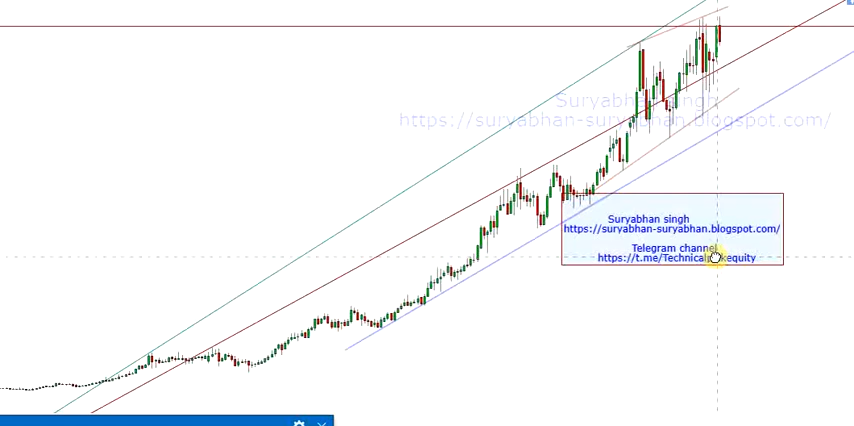 Suryabhan singh
https://suryabhan-suryabhan.blogspot.com/
Suryabhan singh
https://suryabhan-suryabhan.blogspot.com/
Telegram channel